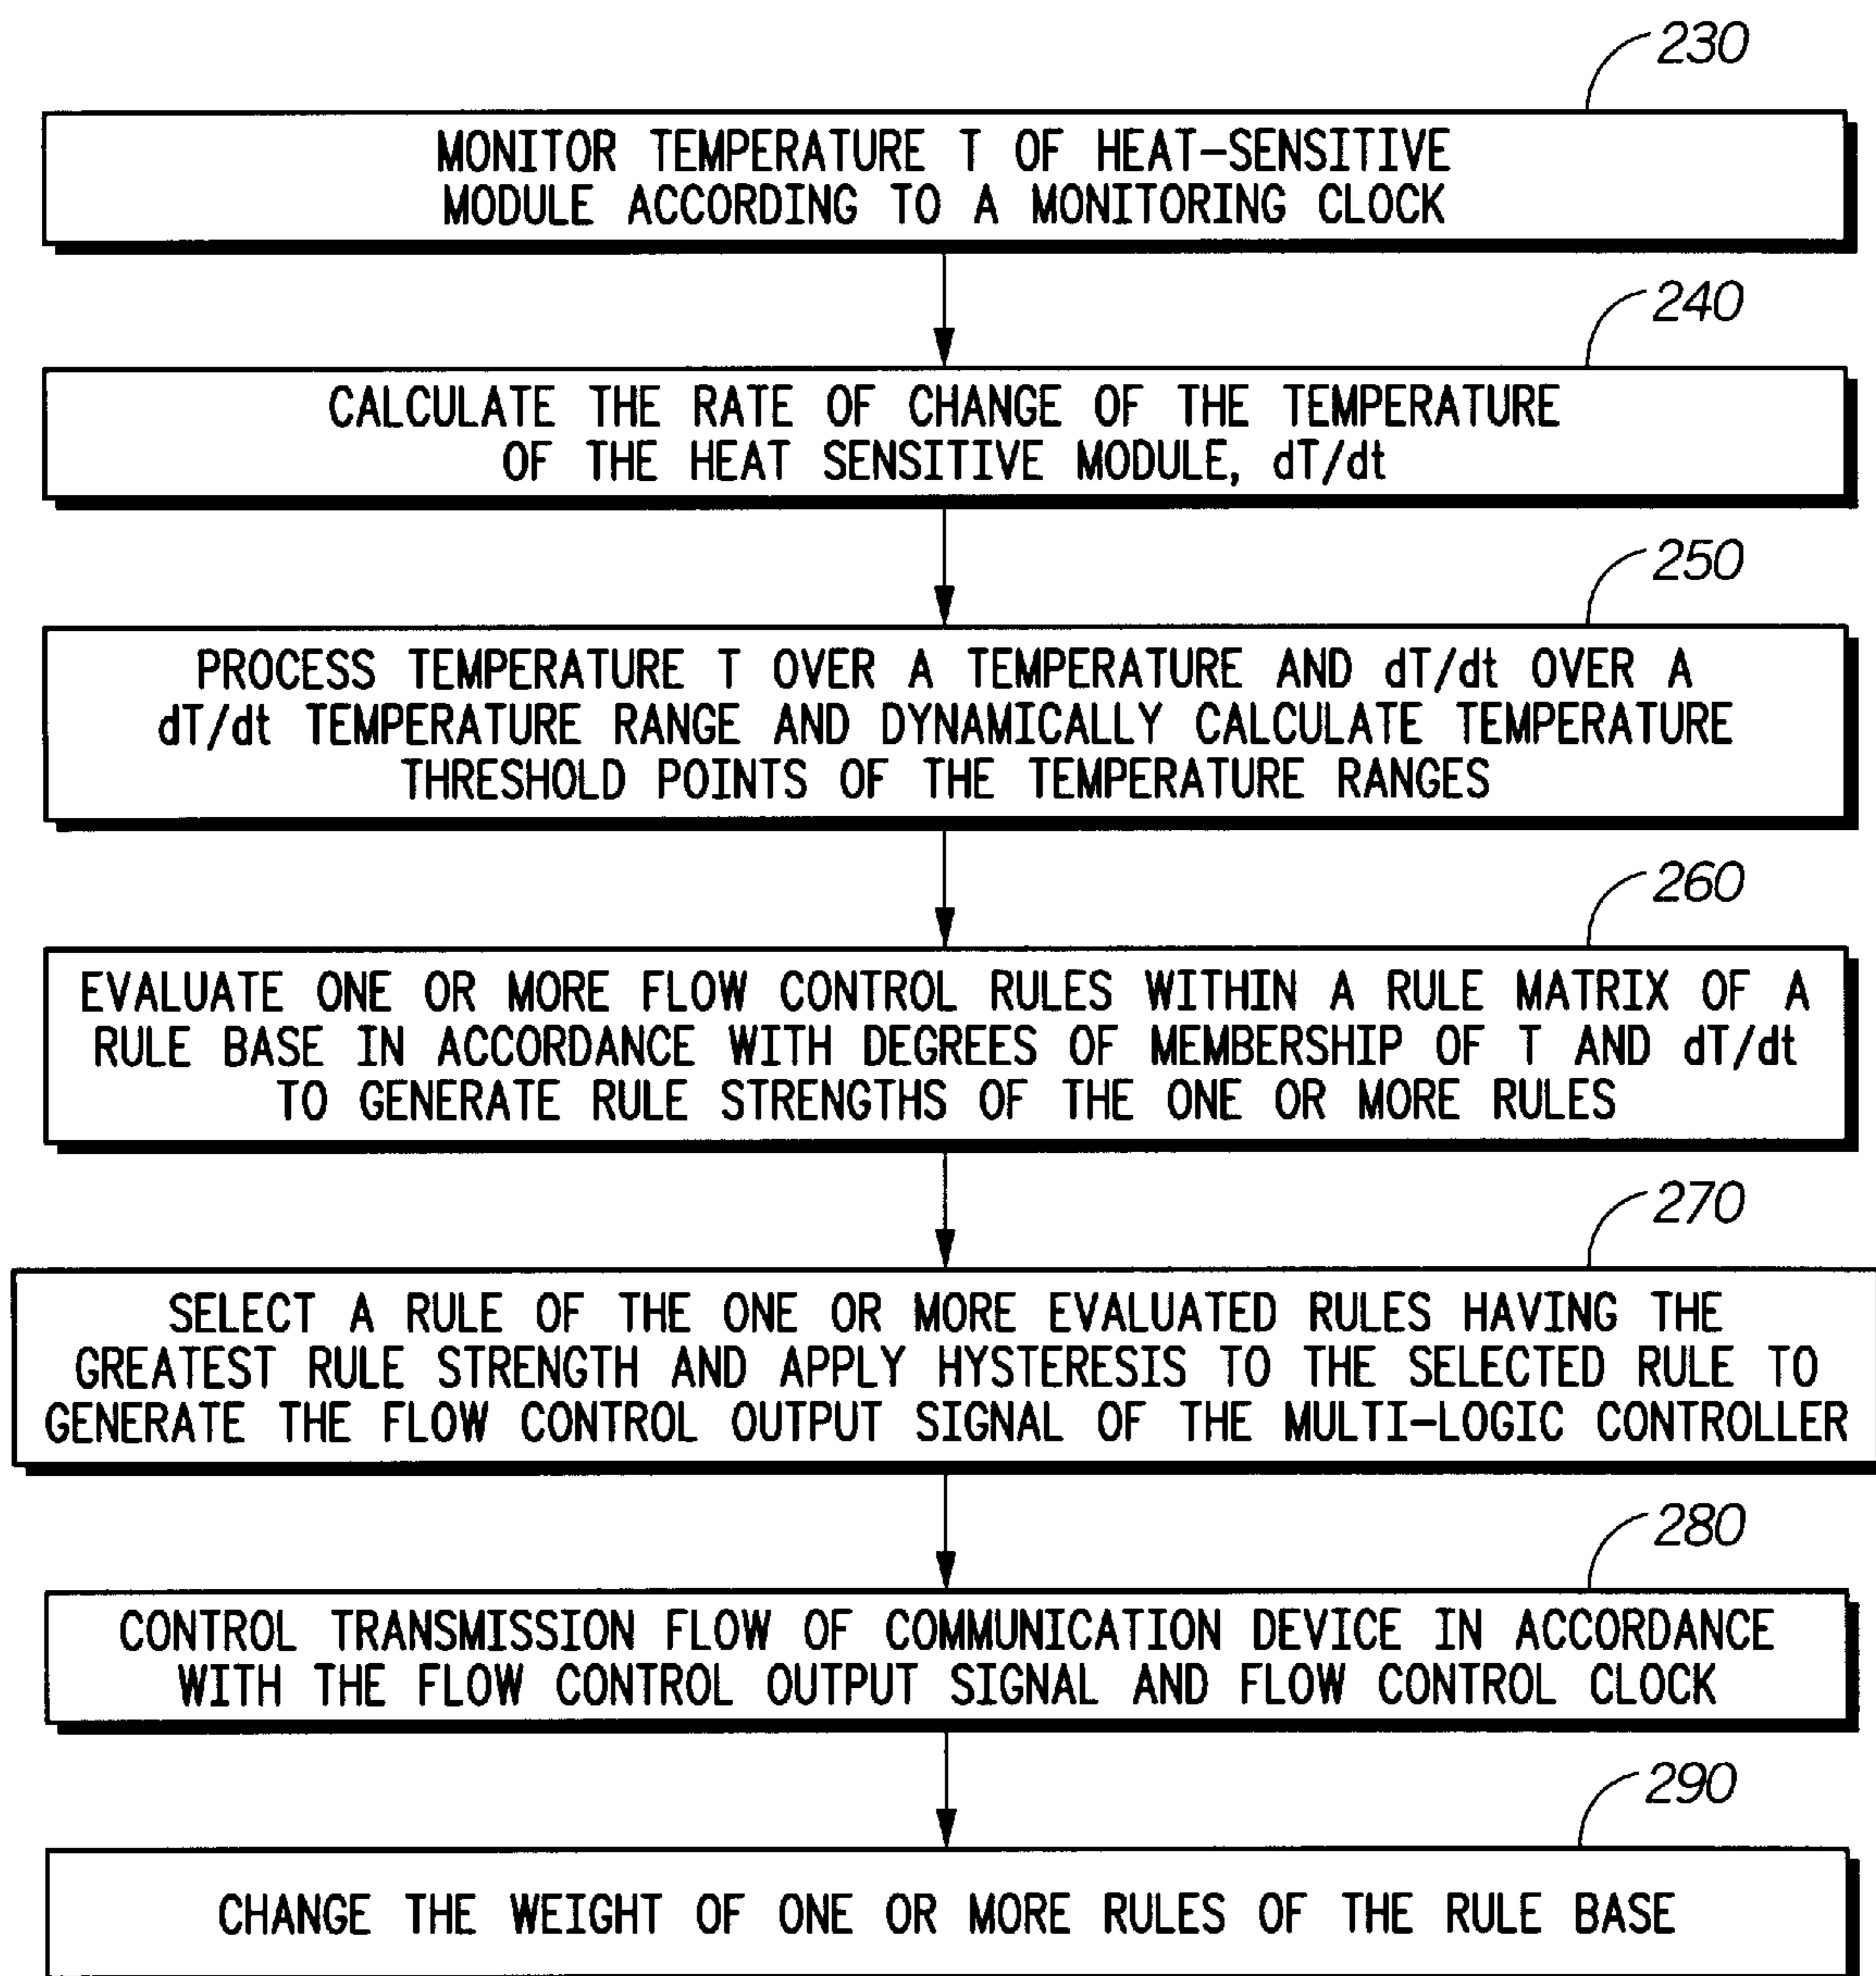 230
MONITOR TEMPERATURE T OF HEAT-SENSITIVE
MODULE ACCORDING TO A MONITORING CLOCK
240
CALCULATE THE RATE OF CHANGE OF THE TEMPERATURE
OF THE HEAT SENSITIVE MODULE, dT/dt
250
PROCESS TEMPERATURE T OVER A TEMPERATURE AND dT/dt OVER A
dT/dt TEMPERATURE RANGE AND DYNAMICALLY CALCULATE TEMPERATURE
THRESHOLD POINTS OF THE TEMPERATURE RANGES
260
EVALUATE ONE OR MORE FLOW CONTROL RULES WITHIN A RULE MATRIX OF A
RULE BASE IN ACCORDANCE WITH DEGREES OF MEMBERSHIP OF T AND dT/dt
TO GENERATE RULE STRENGTHS OF THE ONE OR MORE RULES
270
SELECT A RULE OF THE ONE OR MORE EVALUATED RULES HAVING THE
GREATEST RULE STRENGTH AND APPLY HYSTERESIS TO THE SELECTED RULE TO
GENERATE THE FLOW CONTROL OUTPUT SIGNAL OF THE MULTI-LOGIC CONTROLLER
280
CONTROL TRANSMISSION FLOW OF COMMUNICATION DEVICE IN ACCORDANCE
WITH THE FLOW CONTROL OUTPUT SIGNAL AND FLOW CONTROL CLOCK
290
CHANGE THE WEIGHT OF ONE OR MORE RULES OF THE RULE BASE